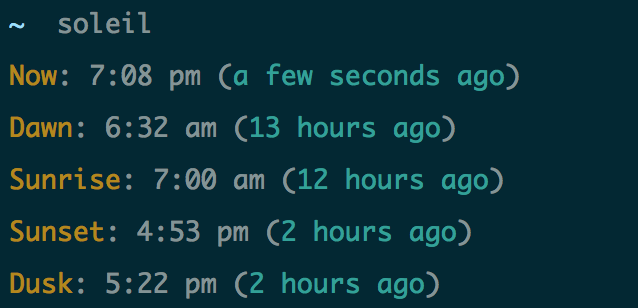 ~ soleil
Now: 7:08 pm (a few seconds ago)
Dawn: 6:32 am (13 hours ago)
Sunrise: 7:00 am (12 hours ago)
Sunset: 4:53 pm (2 hours ago)
Dusk: 5:22 pm (2 hours ago)